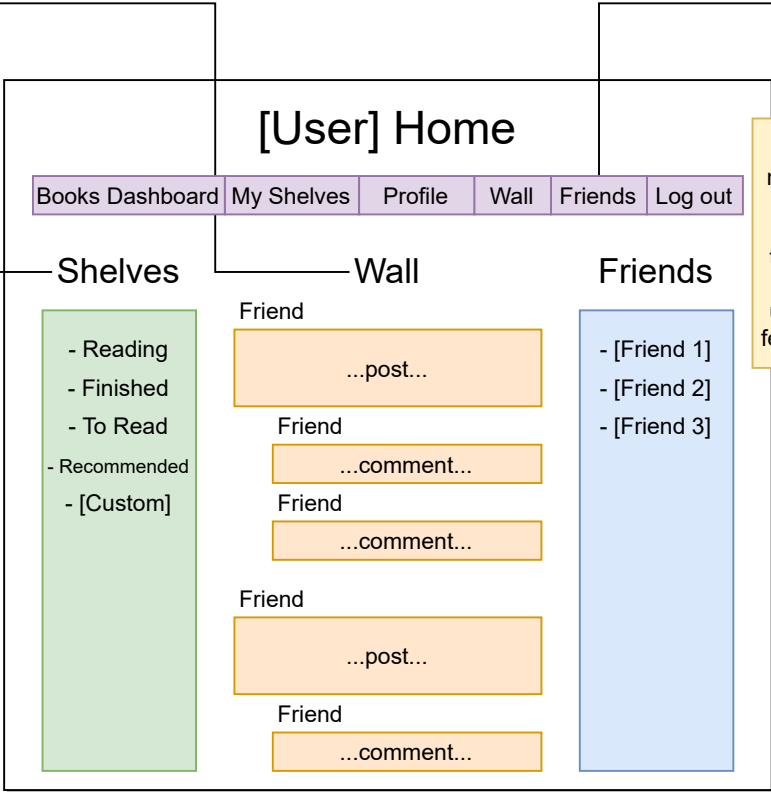 [User] Home
Books Dashboard My Shelves Profile Wall Friends Log out
Shelves
- Reading
- Finished
- To Read
- Recommended
- [Custom]
Wall
Friend
...post...
Friend
...comment...
Friend
...comment...
Friend
...post...
Friend
...comment...
Friends
- [Friend 1]
- [Friend 2]
- [Friend 3]